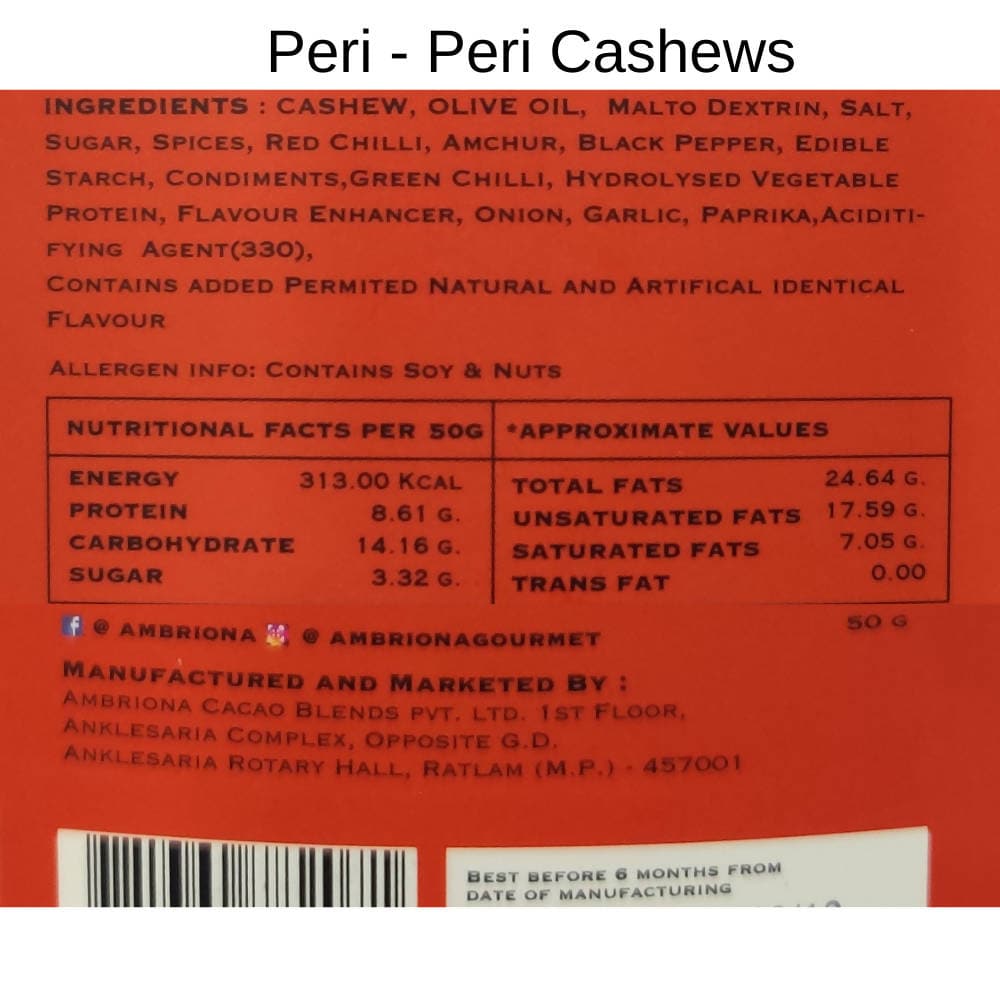 Peri - Peri Cashews
INGREDIENTS : CASHEW, OLIVE OIL, MALTO DEXTRIN, SALT,
SUGAR, SPICES, RED CHILLI, AMCHUR, BLACK PEPPER, EDIBLE
STARCH, CONDIMENTS,GREEN CHILLI, HYDROLYSED VEGETABLE
PROTEIN, FLAVOUR ENHANCER, ONION, GARLIC, PAPRIKA,ACIDITI-
FYING AGENT(330),
CONTAINS ADDED PERMITED NATURAL AND ARTIFICAL IDENTICAL
FLAVOUR
ALLERGEN INFO: CONTAINS SOY & NUTS
NUTRITIONAL FACTS PER 50G *APPROXIMATE VALUES
ENERGY 313.00 KCAL TOTAL FATS 24.64 G.
PROTEIN 8.61 G. UNSATURATED FATS 17.59 G.
CARBOHYDRATE 14.16 G. SATURATED FATS 7.05 G.
SUGAR 3.32 G. TRANS FAT 0.00
f @ AMBRIONA @ AMBRIONAGOURMET 50 G
MANUFACTURED AND MARKETED BY :
AMBRIONA CACAO BLENDS PVT. LTD. 1ST FLOOR,
ANKLESARIA COMPLEX, OPPOSITE G.D.
ANKLESARIA ROTARY HALL, RATLAM (M.P.) - 457001
BEST BEFORE 6 MONTHS FROM
DATE OF MANUFACTURING